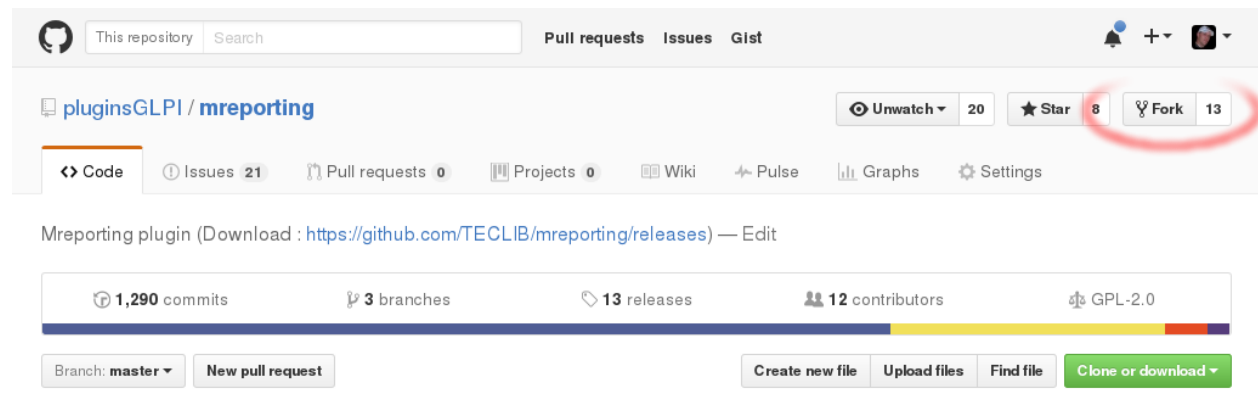 This repository Search Pull requests Issues Gist
pluginsGLPI / mreporting Unwatch 20 Star 8 Fork 13
Code Issues 21 Pull requests 0 Projects 0 Wiki Pulse Graphs Settings
Mreporting plugin (Download : https://github.com/TECLIB/mreporting/releases) — Edit
1,290 commits 3 branches 13 releases 12 contributors GPL-2.0
Branch: master New pull request Create new file Upload files Find file Clone or download